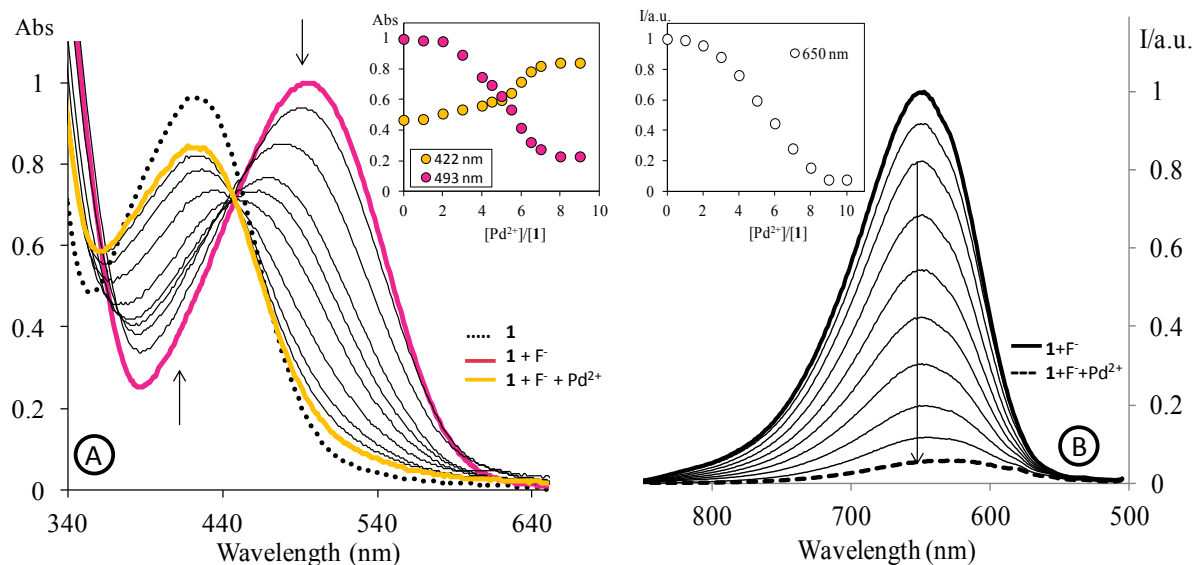 Abs
1
0.8
0.6
0.4
0.2
0
340
440
540
640
Wavelength (nm)
A
1
1 + F⁻
1 + F⁻ + Pd²⁺
Abs
1
0.8
0.6
0.4
0.2
0
0
2
4
6
8
10
[Pd²⁺]/[1]
422 nm
493 nm
I/a.u.
1
0.8
0.6
0.4
0.2
0
0
2
4
6
8
10
[Pd²⁺]/[1]
650 nm
I/a.u.
1
0.8
0.6
0.4
0.2
0
800
700
600
500
Wavelength (nm)
1+F⁻
1+F⁻+Pd²⁺
B